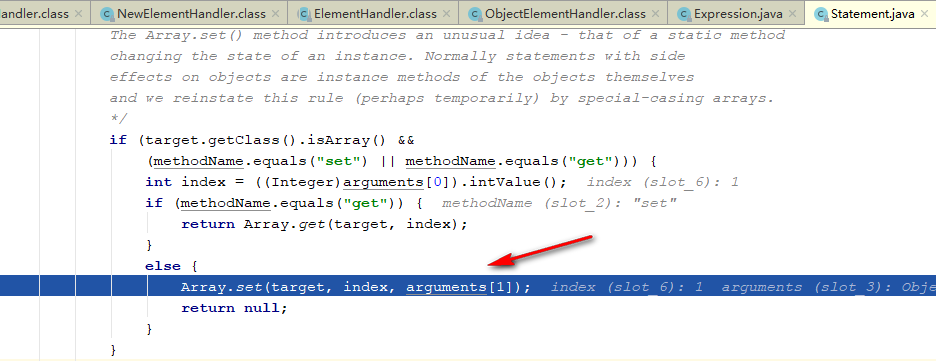 Handler.class × NewElementHandler.class × ElementHandler.class × ObjectElementHandler.class × Expression.java × Statement.java ×
The Array.set() method introduces an unusual idea - that of a static method
changing the state of an instance. Normally statements with side
effects on objects are instance methods of the objects themselves
and we reinstate this rule (perhaps temporarily) by special-casing arrays.
*/
if (target.getClass().isArray() &&
(methodName.equals("set") || methodName.equals("get"))) {
int index = ((Integer)arguments[0]).intValue(); index (slot_6): 1
if (methodName.equals("get")) { methodName (slot_2): "set"
return Array.get(target, index);
}
else {
Array.set(target, index, arguments[1]); index (slot_6): 1 arguments (slot_3): Obje
return null;
}
}